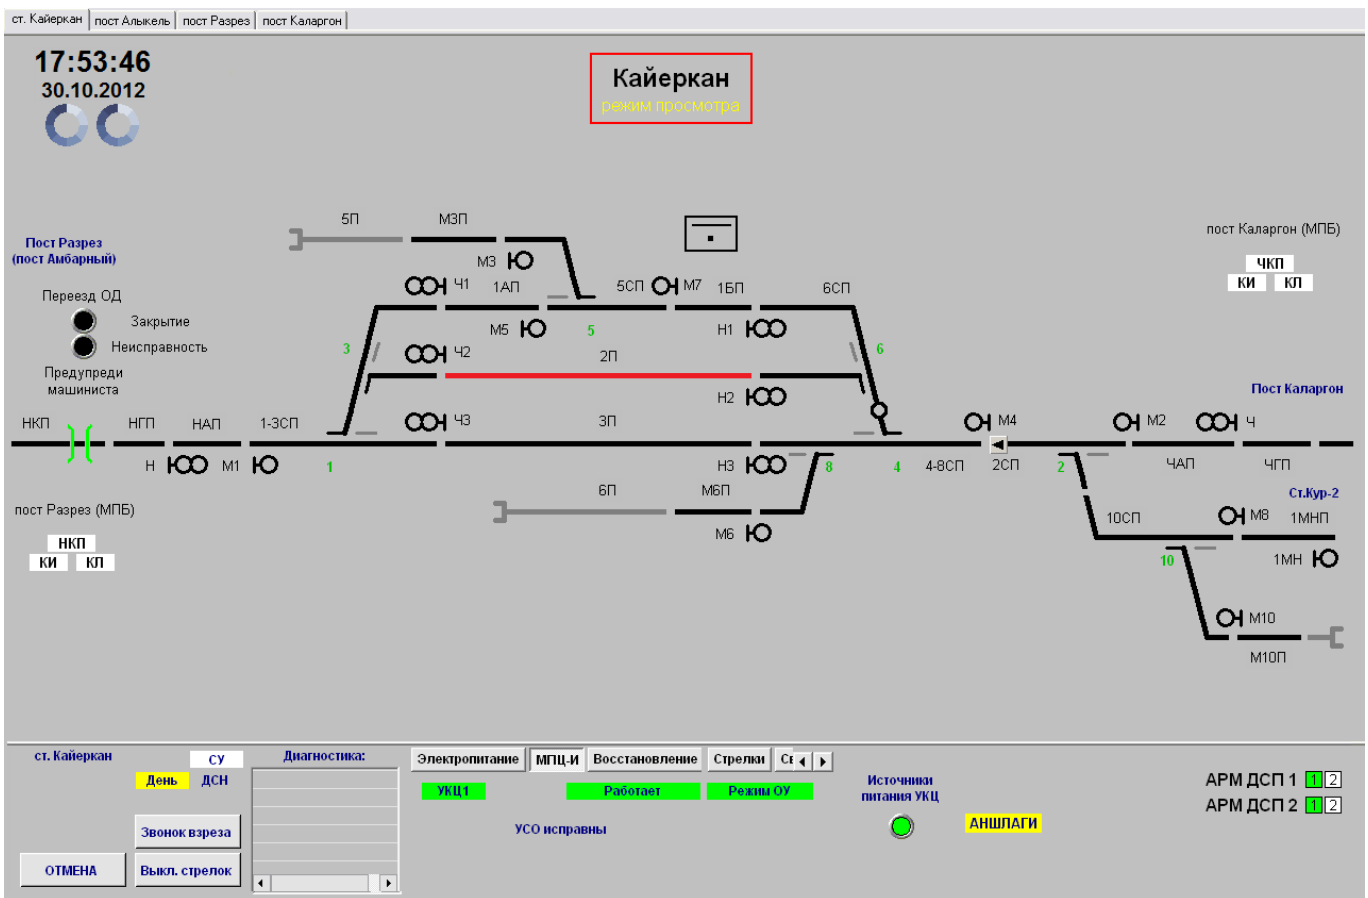 ст. Кайеркан пост Алыкель пост Разрез пост Каларгон
17:53:46
30.10.2012
Кайеркан
режим просмотра
5П МЗП
Пост Разрез
(пост Амбарный)
пост Каларгон (МПБ)
ЧКП
КИ КЛ
М3
Ч1 1АП 5СП М7 1БП 6СП
Переезд ОД
Закрытие
Неисправность
Предупреди
машиниста
М5 5 Н1
3 Ч2 2П 6
Н2
Пост Каларгон
НКП НГП НАП 1-3СП Ч3 3П М4 М2 Ч
Н М1 1 Н3 8 4 4-8СП 2СП 2 ЧАП ЧГП
6П М6П
Ст.Кур-2
пост Разрез (МПБ)
НКП
КИ КЛ
10СП М8 1МНП
М6
10 1МН
М10
М10П
ст. Кайеркан
СУ
День ДСН
Звонок взреза
ОТМЕНА Выкл. стрелок
Диагностика:
Электропитание МПЦ-И Восстановление Стрелки
УКЦ1 Работает Режим ОУ
УСО исправны
Источники
питания УКЦ
АНШЛАГИ
АРМ ДСП 1 1 2
АРМ ДСП 2 1 2